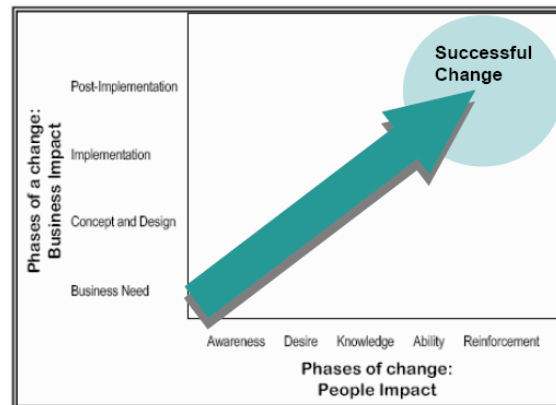 Successful
Change
Phases of a change:
Business Impact
Post-Implementation
Implementation
Concept and Design
Business Need
Awareness Desire Knowledge Ability Reinforcement
Phases of change:
People Impact